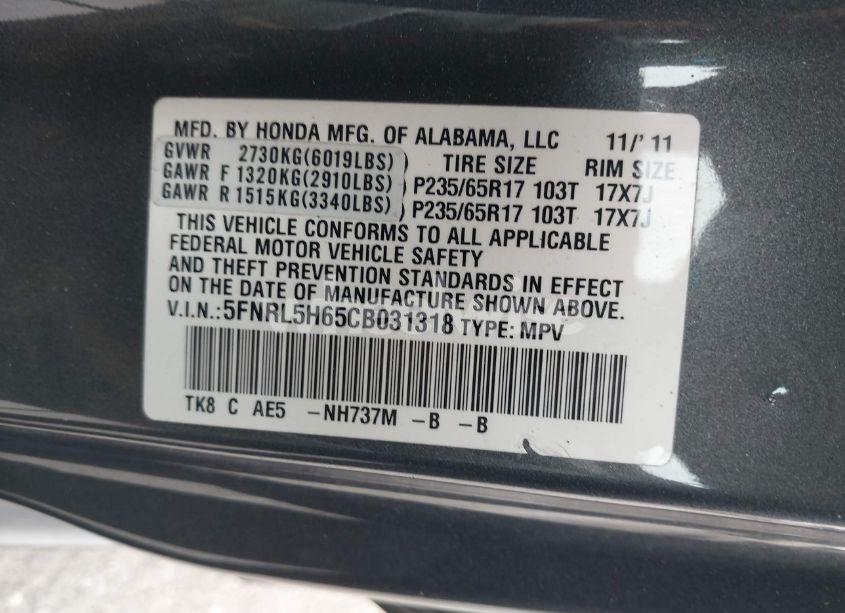 MFD. BY HONDA MFG. OF ALABAMA, LLC 11/'11
GVWR 2730KG(6019LBS) TIRE SIZE RIM SIZE
GAWR F 1320KG(2910LBS) P235/65R17 103T 17X7J
GAWR R 1515KG(3340LBS) P235/65R17 103T 17X7J
THIS VEHICLE CONFORMS TO ALL APPLICABLE
FEDERAL MOTOR VEHICLE SAFETY
AND THEFT PREVENTION STANDARDS IN EFFECT
ON THE DATE OF MANUFACTURE SHOWN ABOVE.
V.I.N.:5FNRL5H65CB031318 TYPE: MPV
TK8 C AE5 -NH737M -B -B